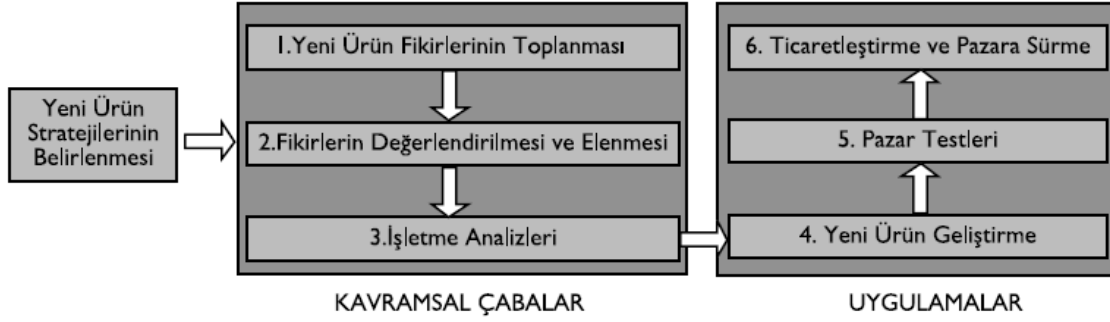 Yeni Ürün
Stratejilerinin
Belirlenmesi
1.Yeni Ürün Fikirlerinin Toplanması
2.Fikirlerin Değerlendirilmesi ve Elenmesi
3.İşletme Analizleri
KAVRAMSAL ÇABALAR
6. Ticaretleştirme ve Pazara Sürme
5. Pazar Testleri
4. Yeni Ürün Geliştirme
UYGULAMALAR